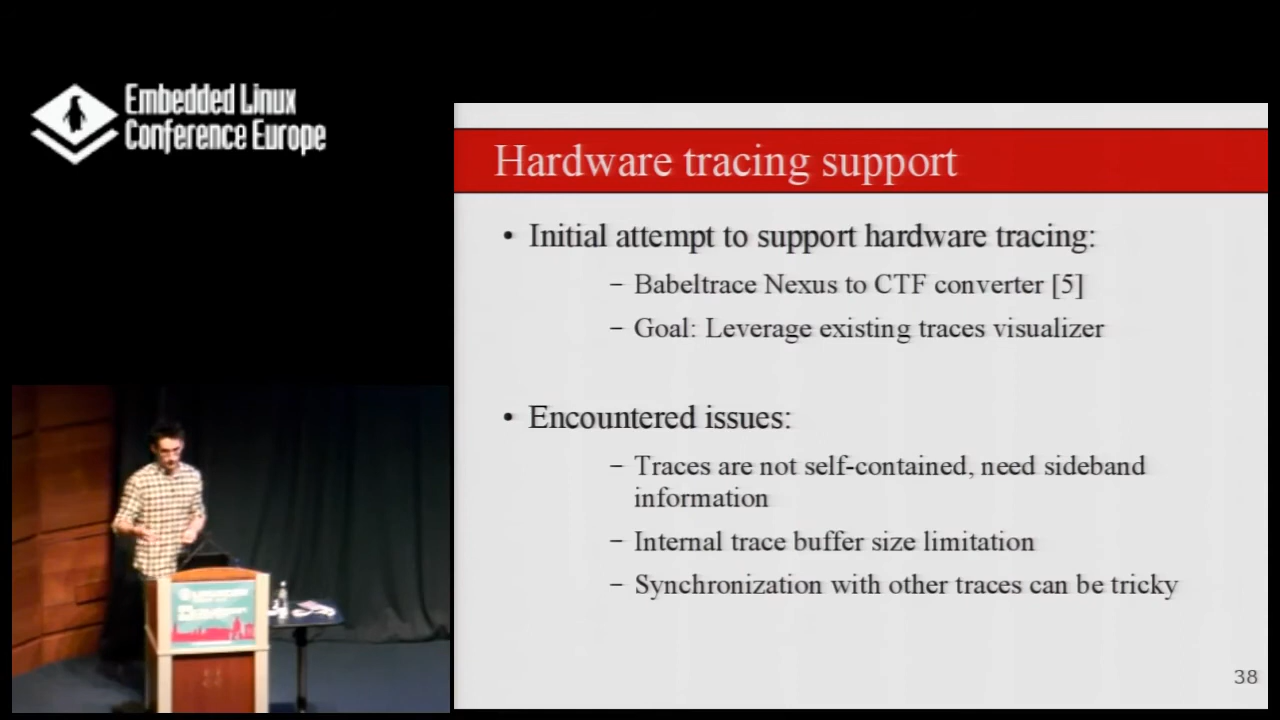 Embedded Linux
Conference Europe
Hardware tracing support
• Initial attempt to support hardware tracing:
– Babeltrace Nexus to CTF converter [5]
– Goal: Leverage existing traces visualizer
• Encountered issues:
– Traces are not self-contained, need sideband
information
– Internal trace buffer size limitation
– Synchronization with other traces can be tricky
38